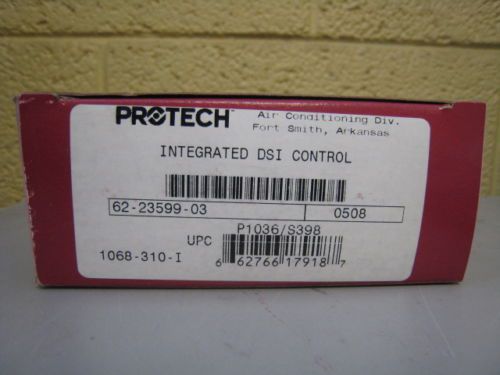 PROTECH™ Air Conditioning Div.
Fort Smith, Arkansas
INTEGRATED DSI CONTROL
62-23599-03 0508
P1036/S398
UPC
1068-310-I 6 62766 17918 7